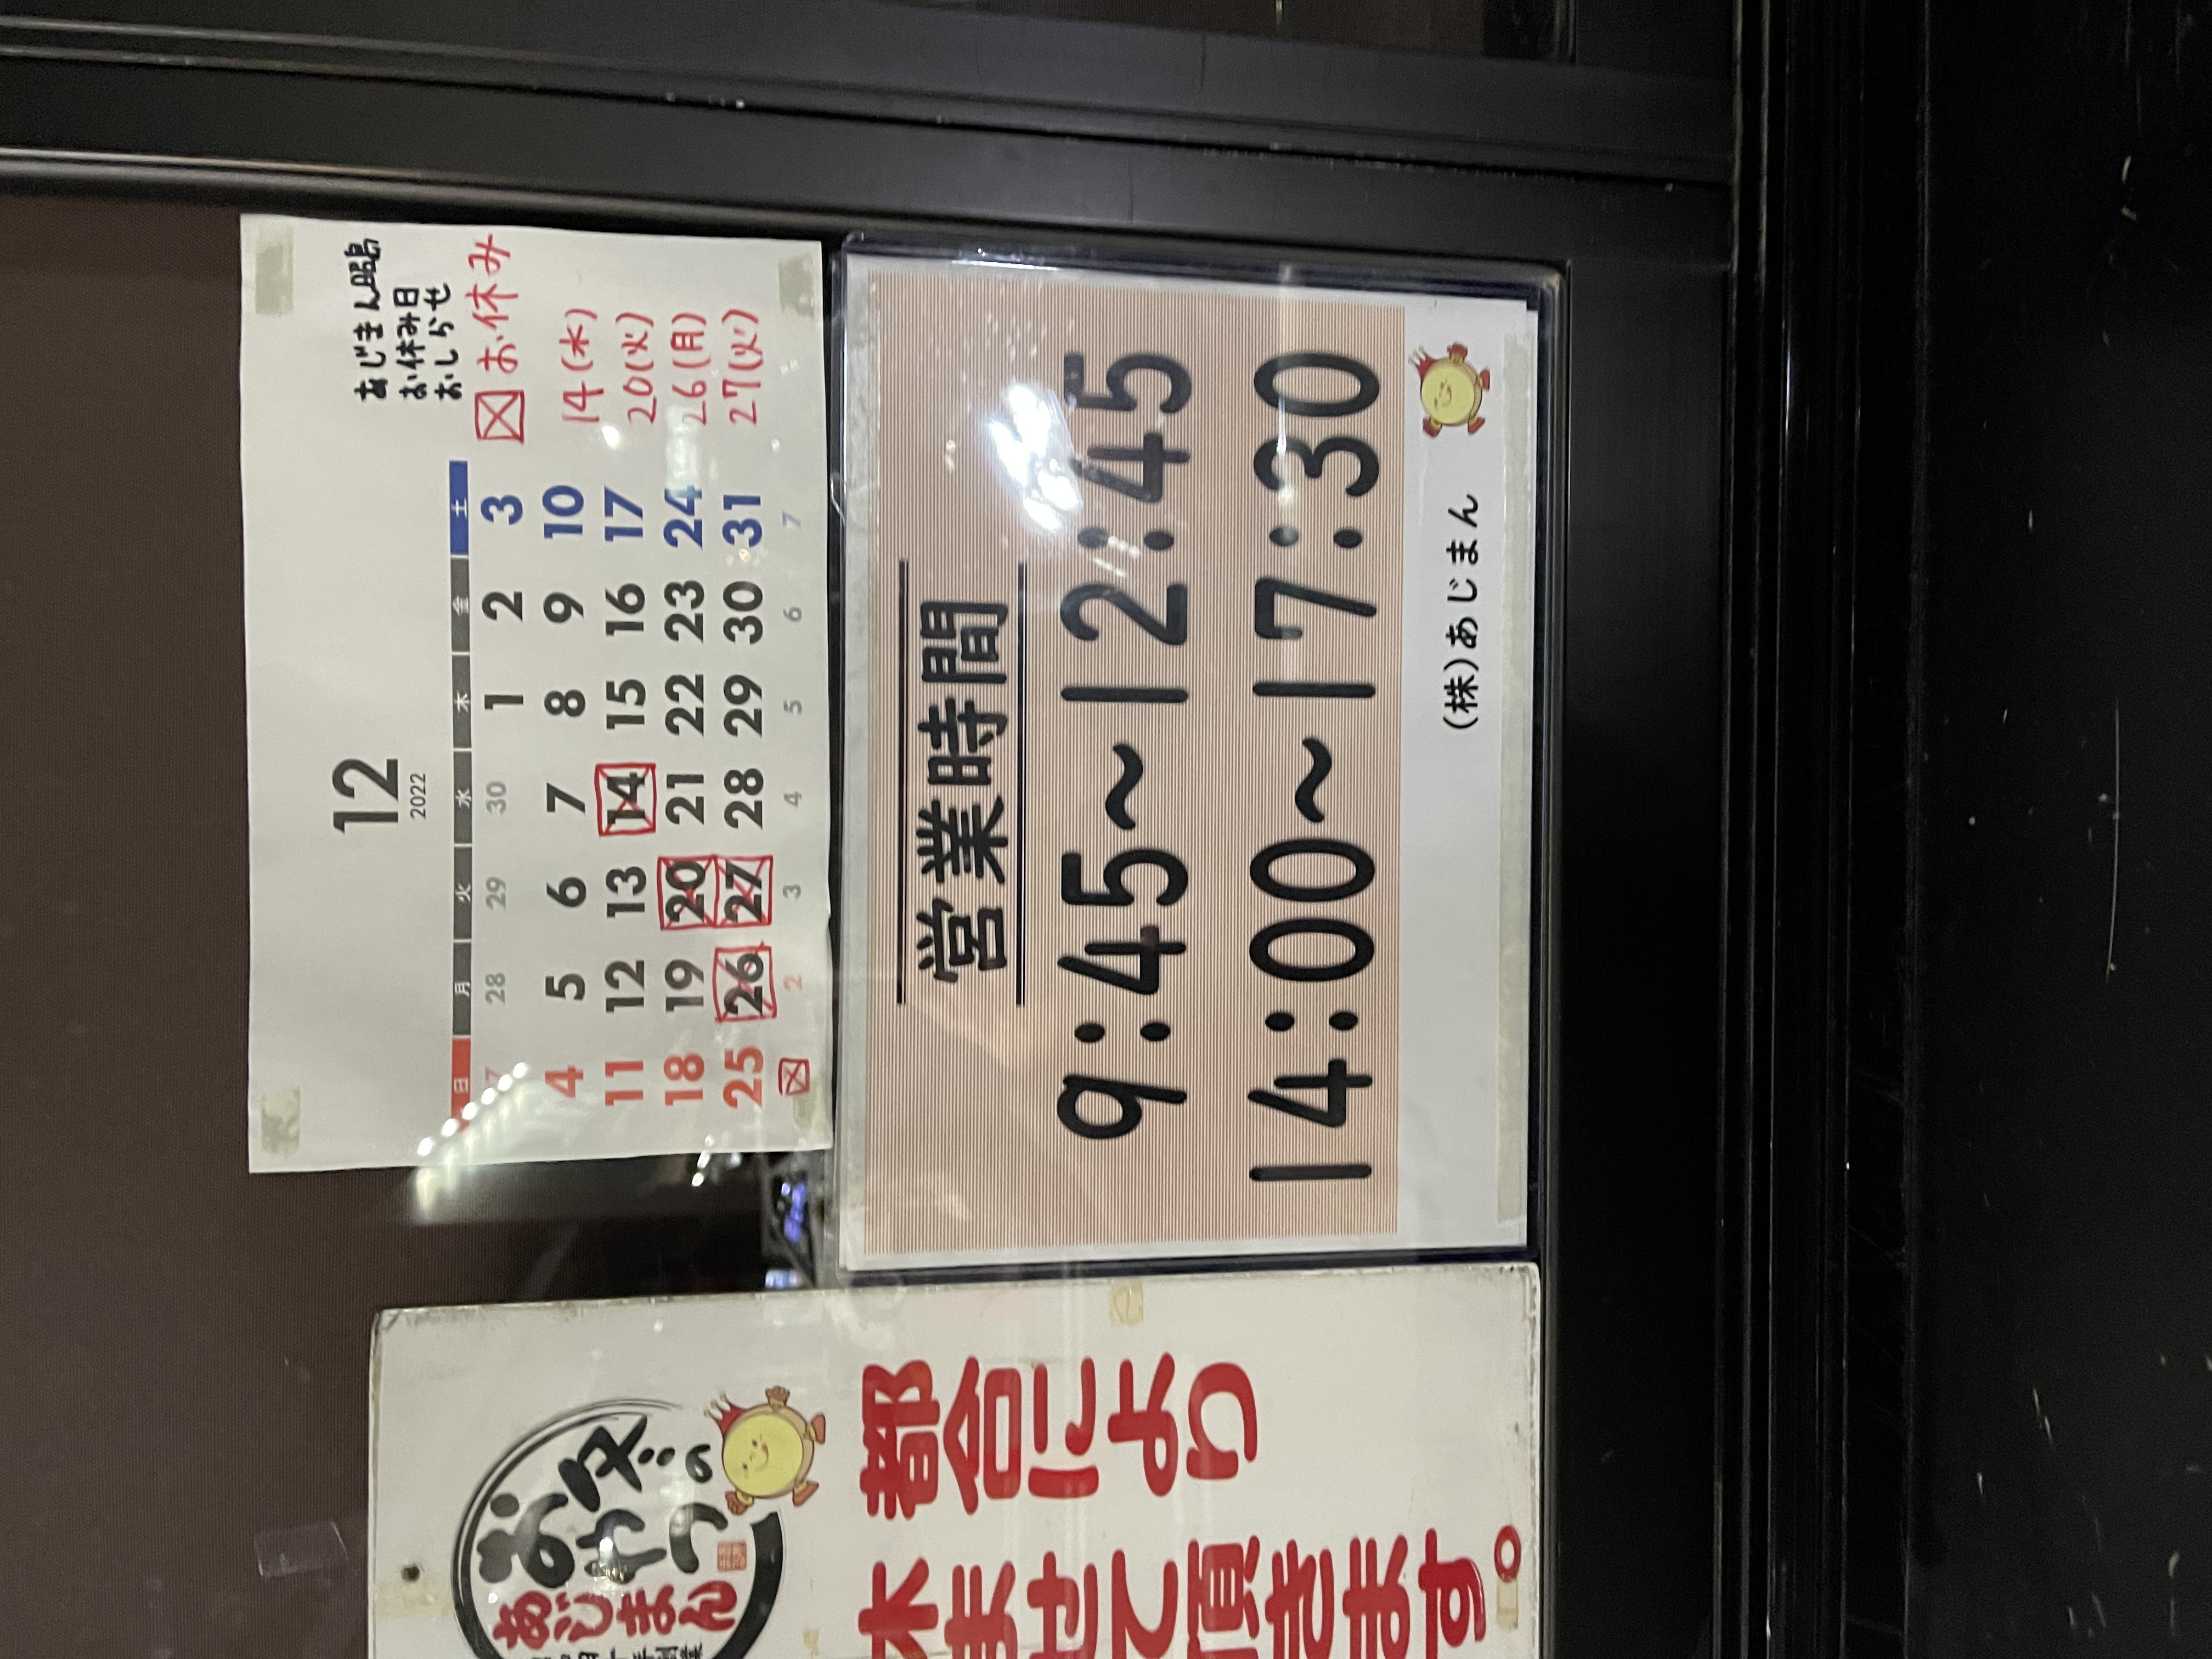 12
2022
あじまん昭島
お休み日
おしらせ
日 月 火 水 木 金 土
28 29 30 1 2 3
4 5 6 7 8 9 10
11 12 13 14 15 16 17
18 19 20 21 22 23 24
25 26 27 28 29 30 31
2 3 4 5 6 7
お休み
14(水)
20(火)
26(月)
27(火)
営業時間
9:45~12:45
14:00~17:30
(株)あじまん
あじまん
都合により
休ませて頂きます。